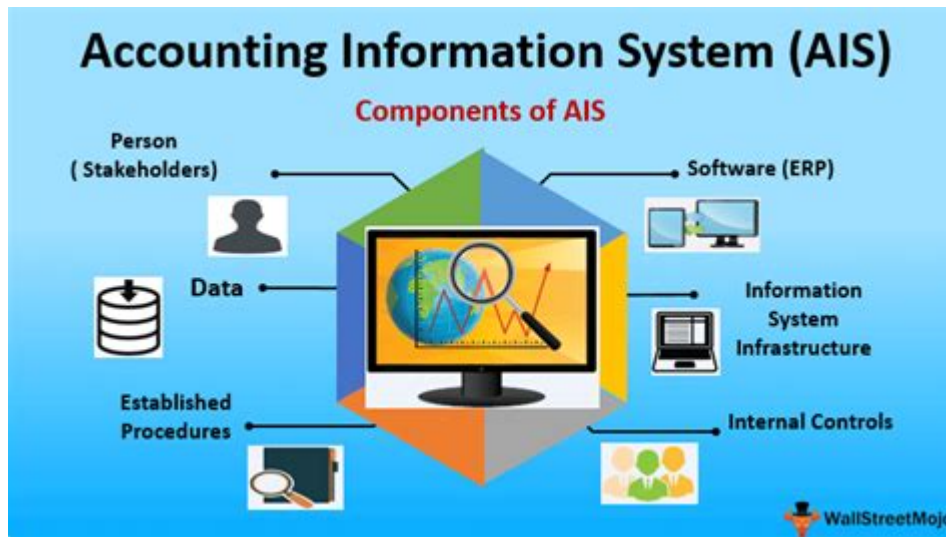 Accounting Information System (AIS)
Components of AIS
Person
( Stakeholders)
Software (ERP)
Data
Information
System
Infrastructure
Established
Procedures
Internal Controls
WallStreetMojo